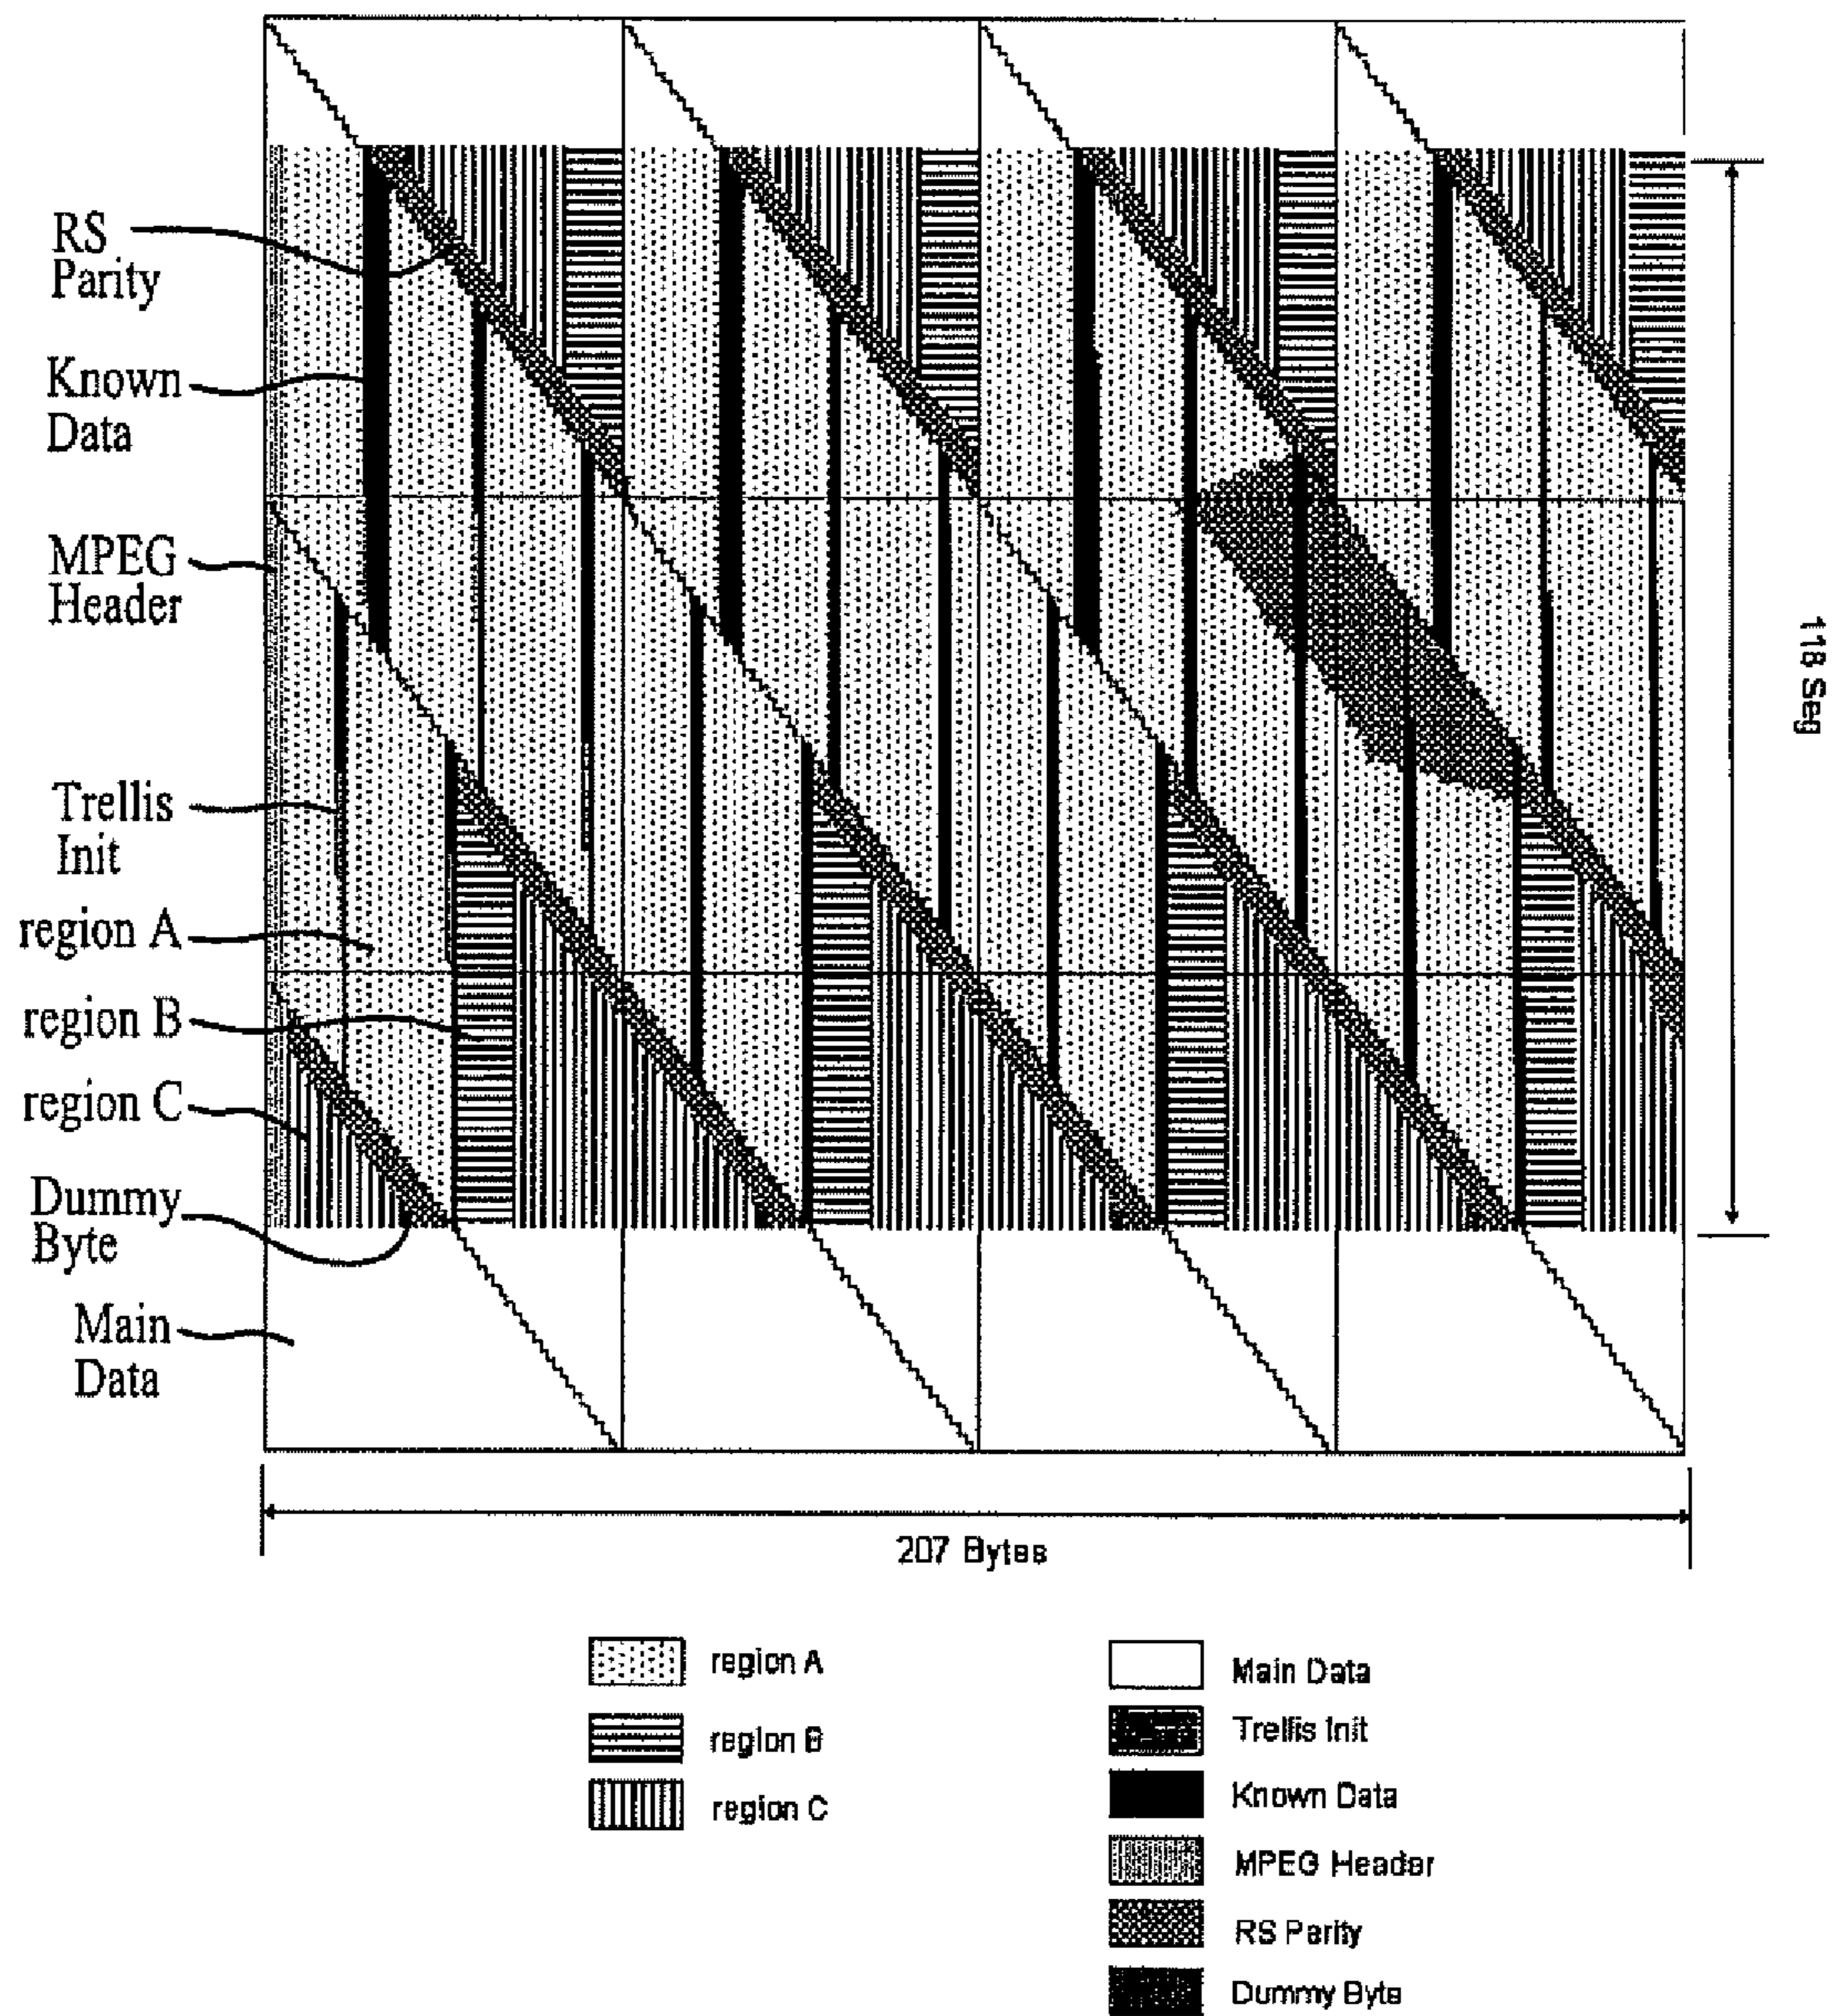 RS
Parity
Known
Data
MPEG
Header
Trellis
Init
region A
region B
region C
Dummy
Byte
Main
Data
118 Seg
207 Bytes
region A
region B
region C
Main Data
Trellis Init
Known Data
MPEG Header
RS Parity
Dummy Byte